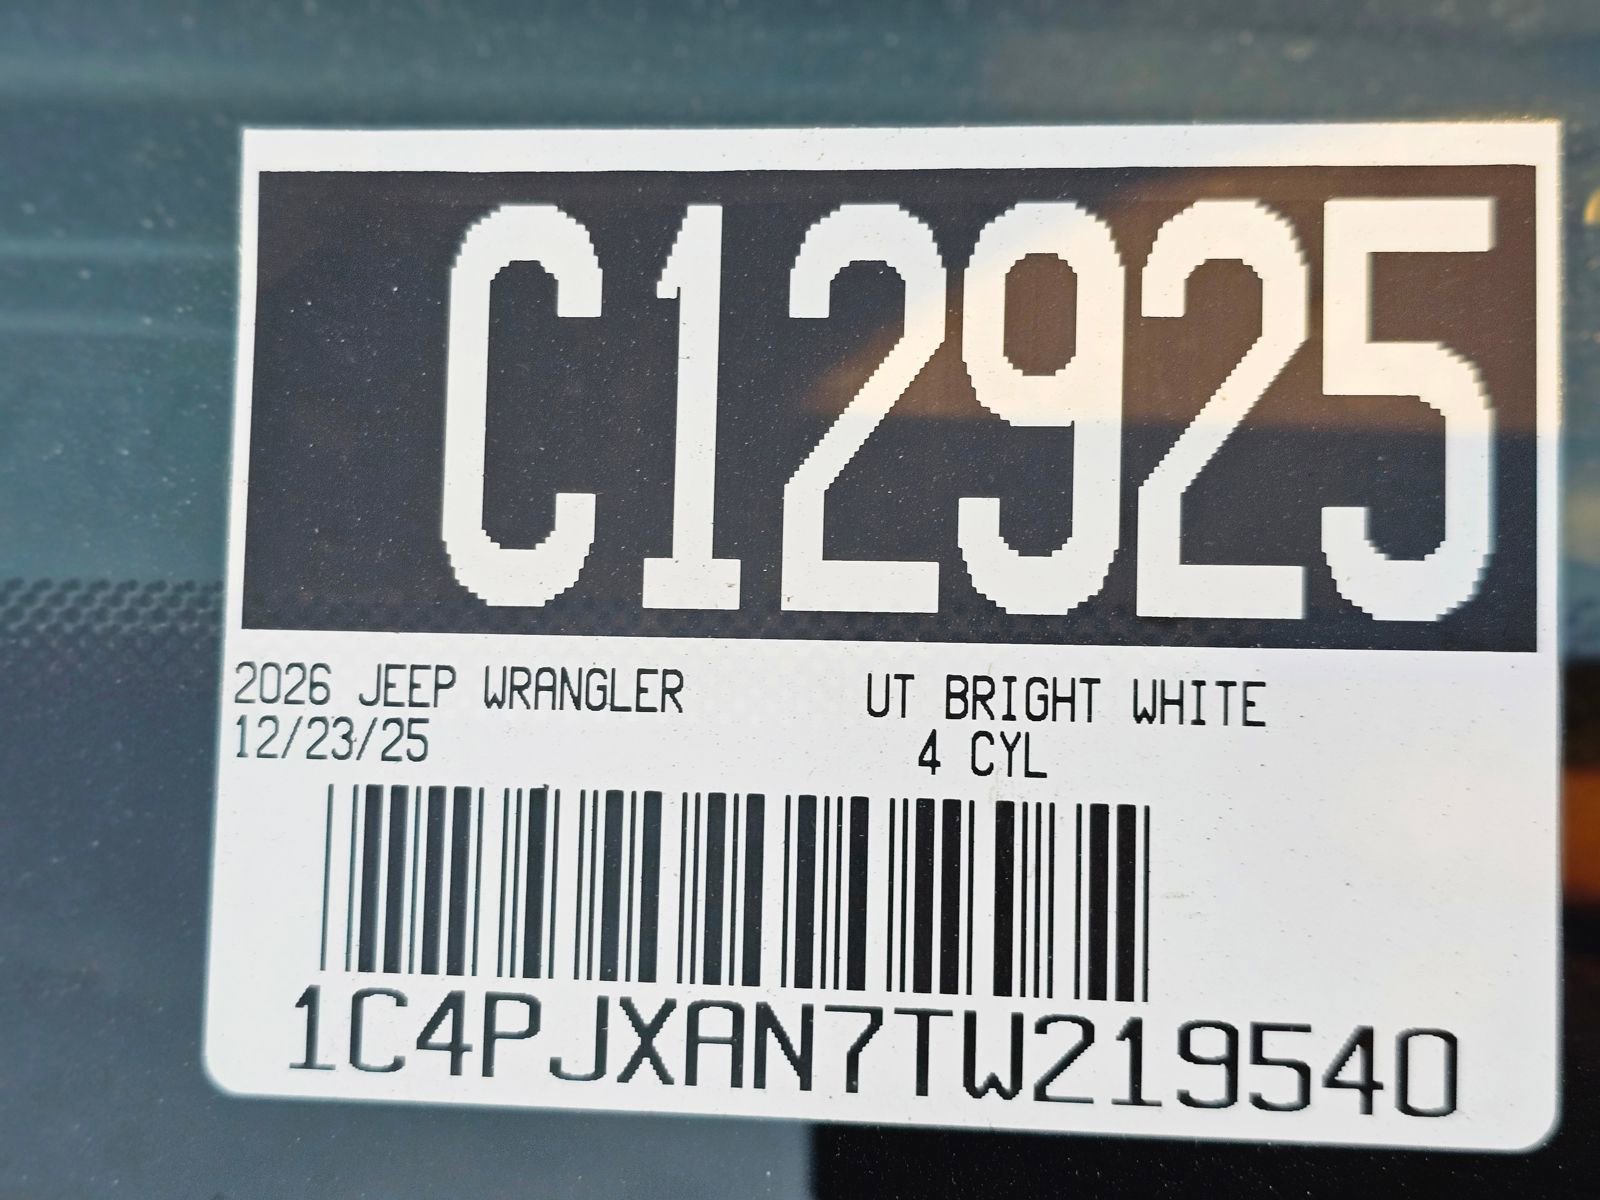 C12925
2026 JEEP WRANGLER UT BRIGHT WHITE
12/23/25 4 CYL
1C4PJXAN7TW219540